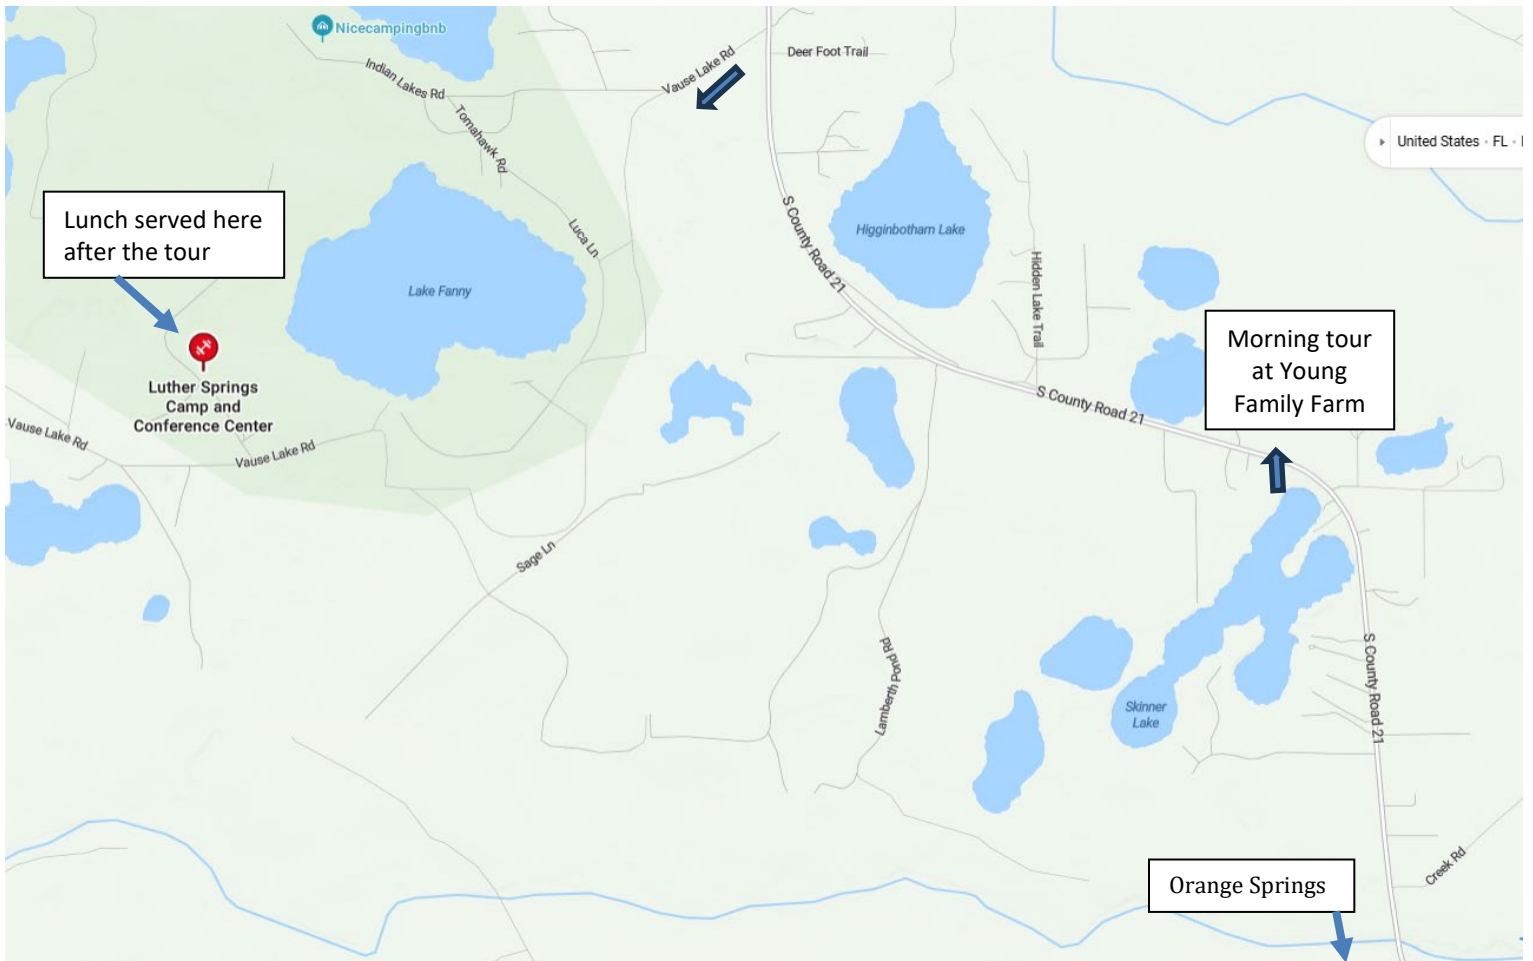 Nicecampingbnb
Deer Foot Trail
Vause Lake Rd
Indian Lakes Rd
Tomahawk Rd
United States • FL •
Lunch served here
after the tour
Luca Ln
S County Road 21
Higginbotham Lake
Hidden Lake Trail
Lake Fanny
Morning tour
at Young
Family Farm
Luther Springs
Camp and
Conference Center
S County Road 21
Vause Lake Rd
Vause Lake Rd
Sage Ln
Lamberth Pond Rd
S County Road 21
Skinner
Lake
Creek Rd
Orange Springs